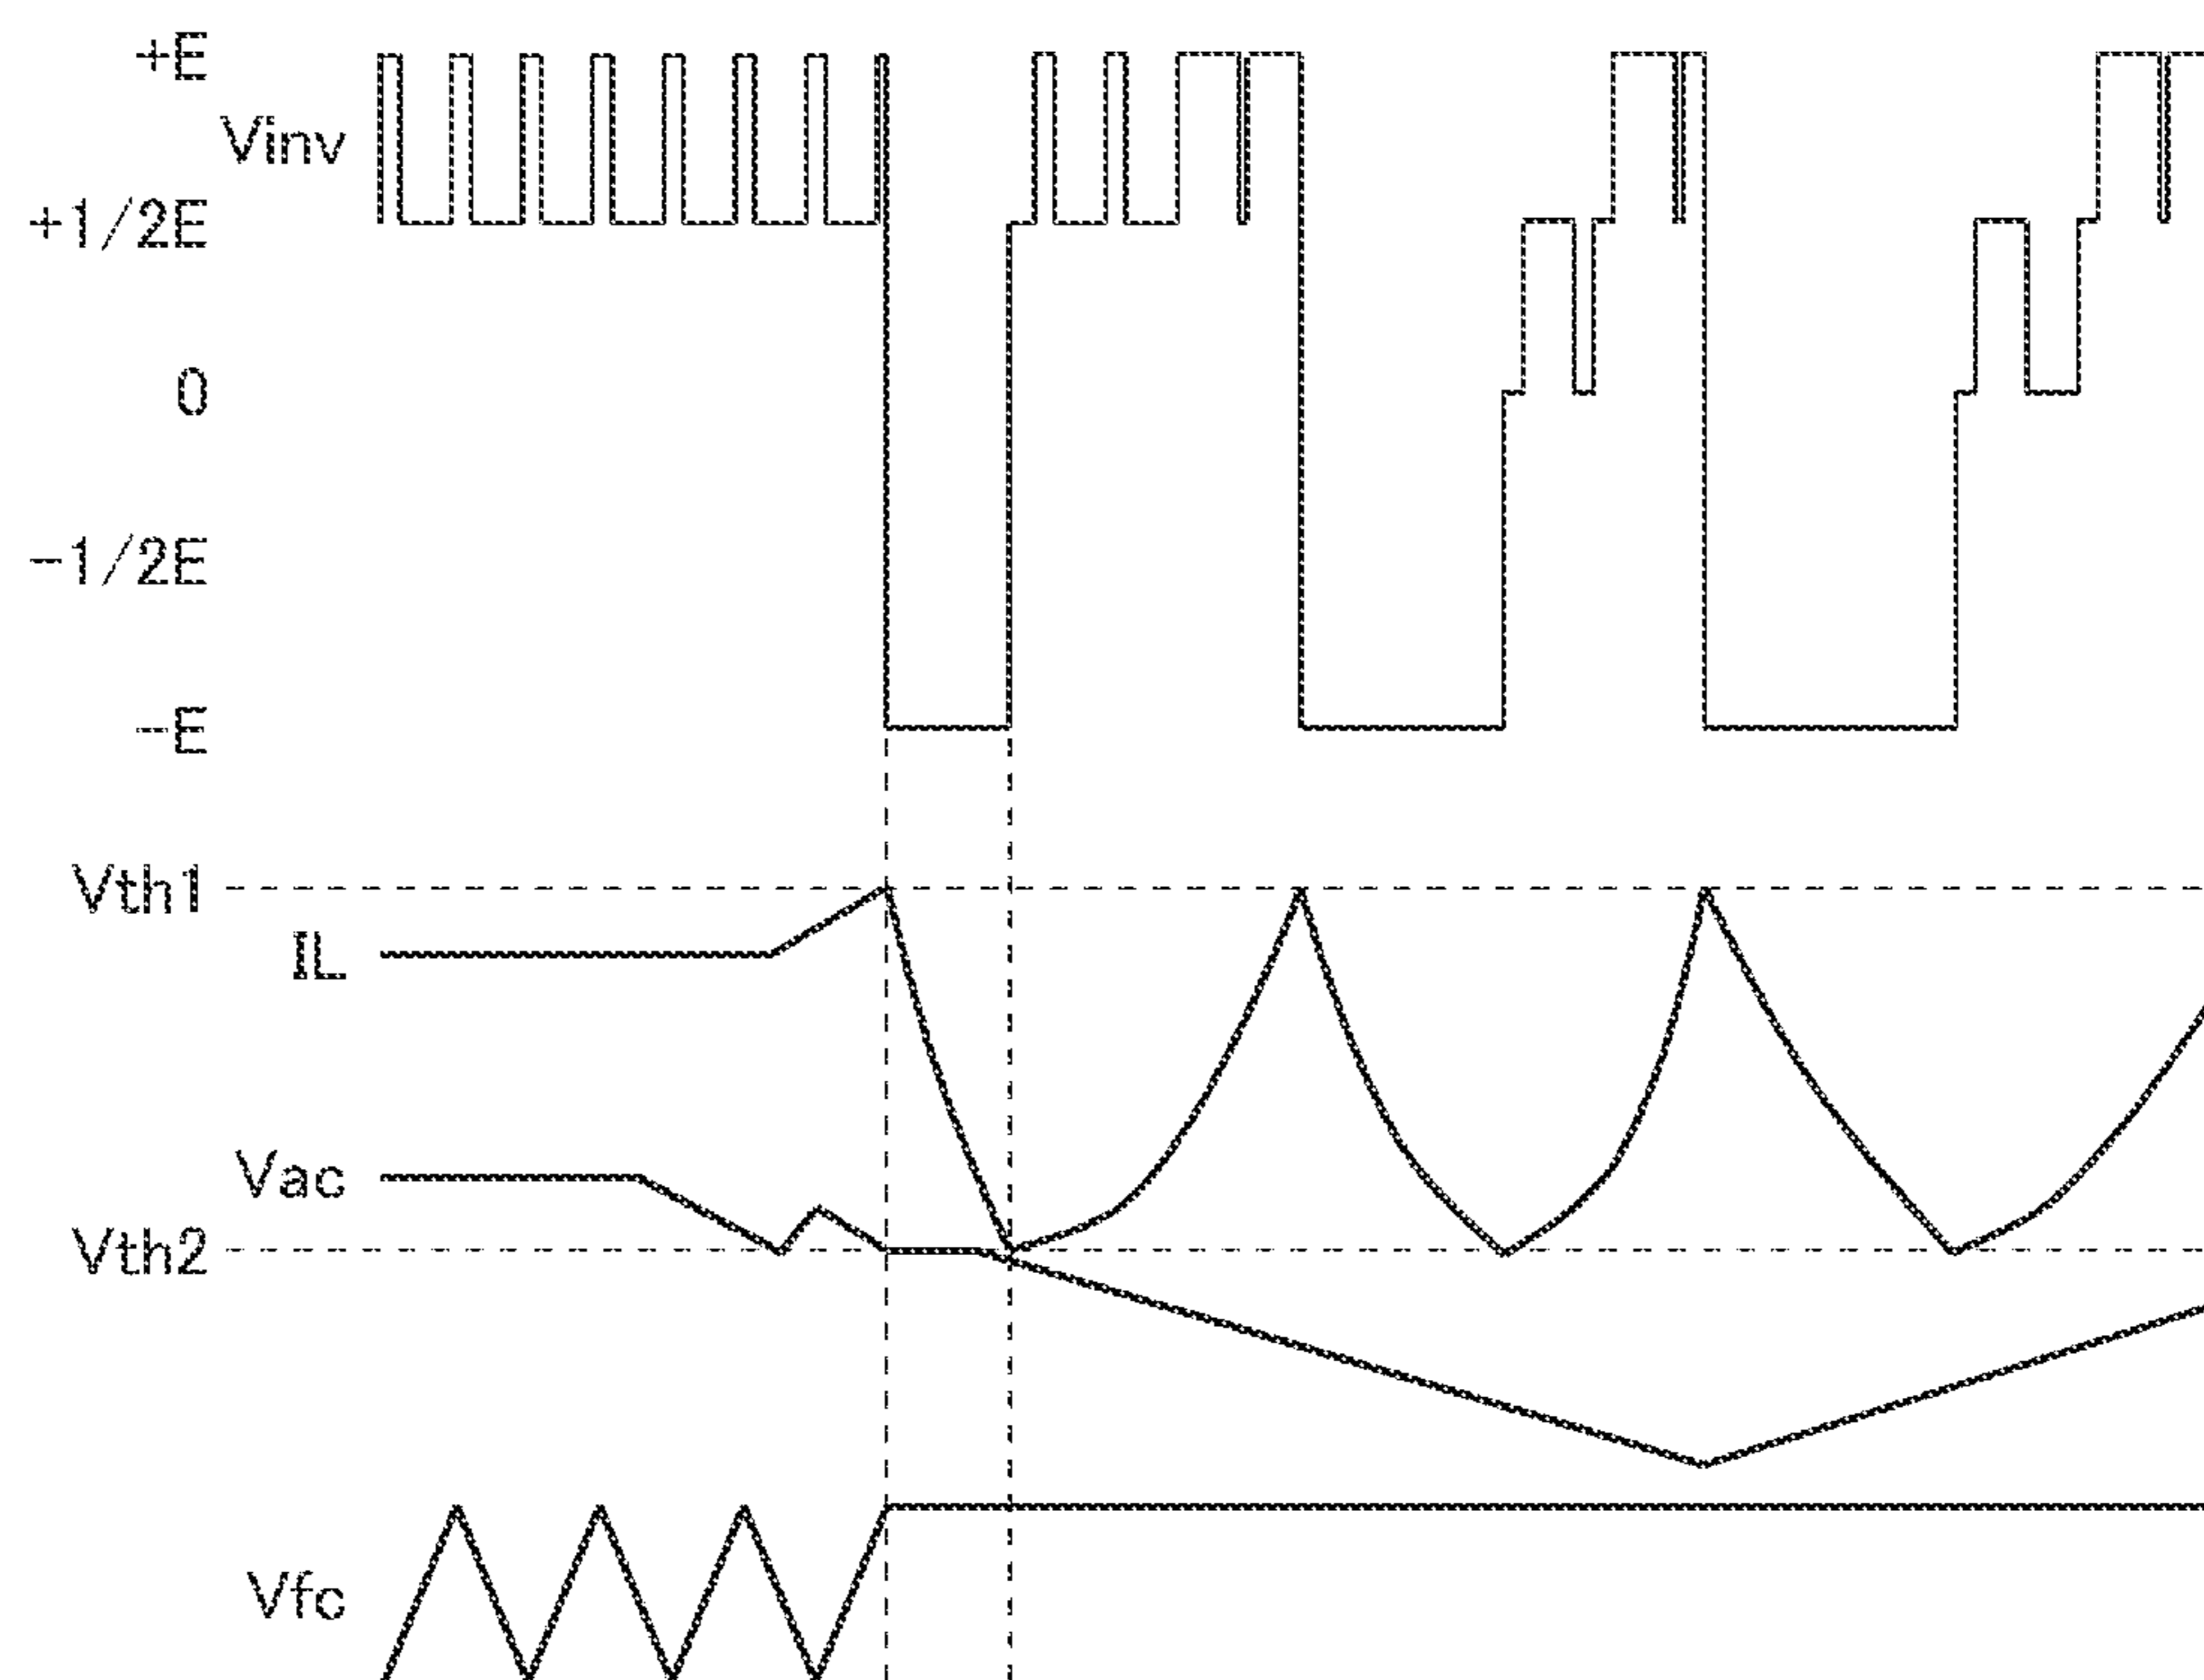 +E
Vinv
+1/2E
0
-1/2E
-E
Vth1
IL
Vac
Vth2
Vfc